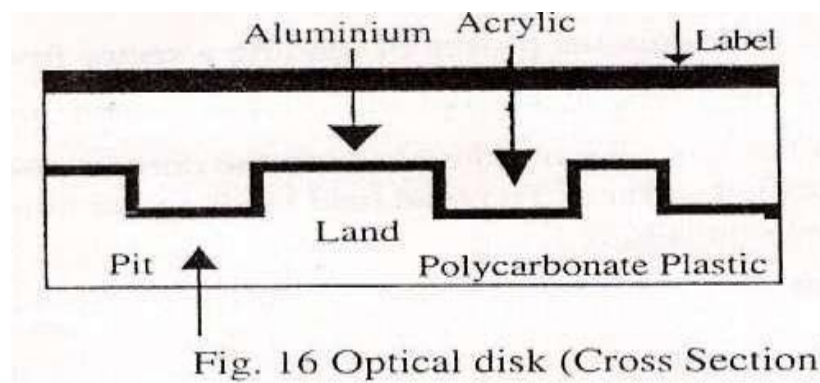 Aluminium Acrylic
Label
Land
Pit Polycarbonate Plastic
Fig. 16 Optical disk (Cross Section